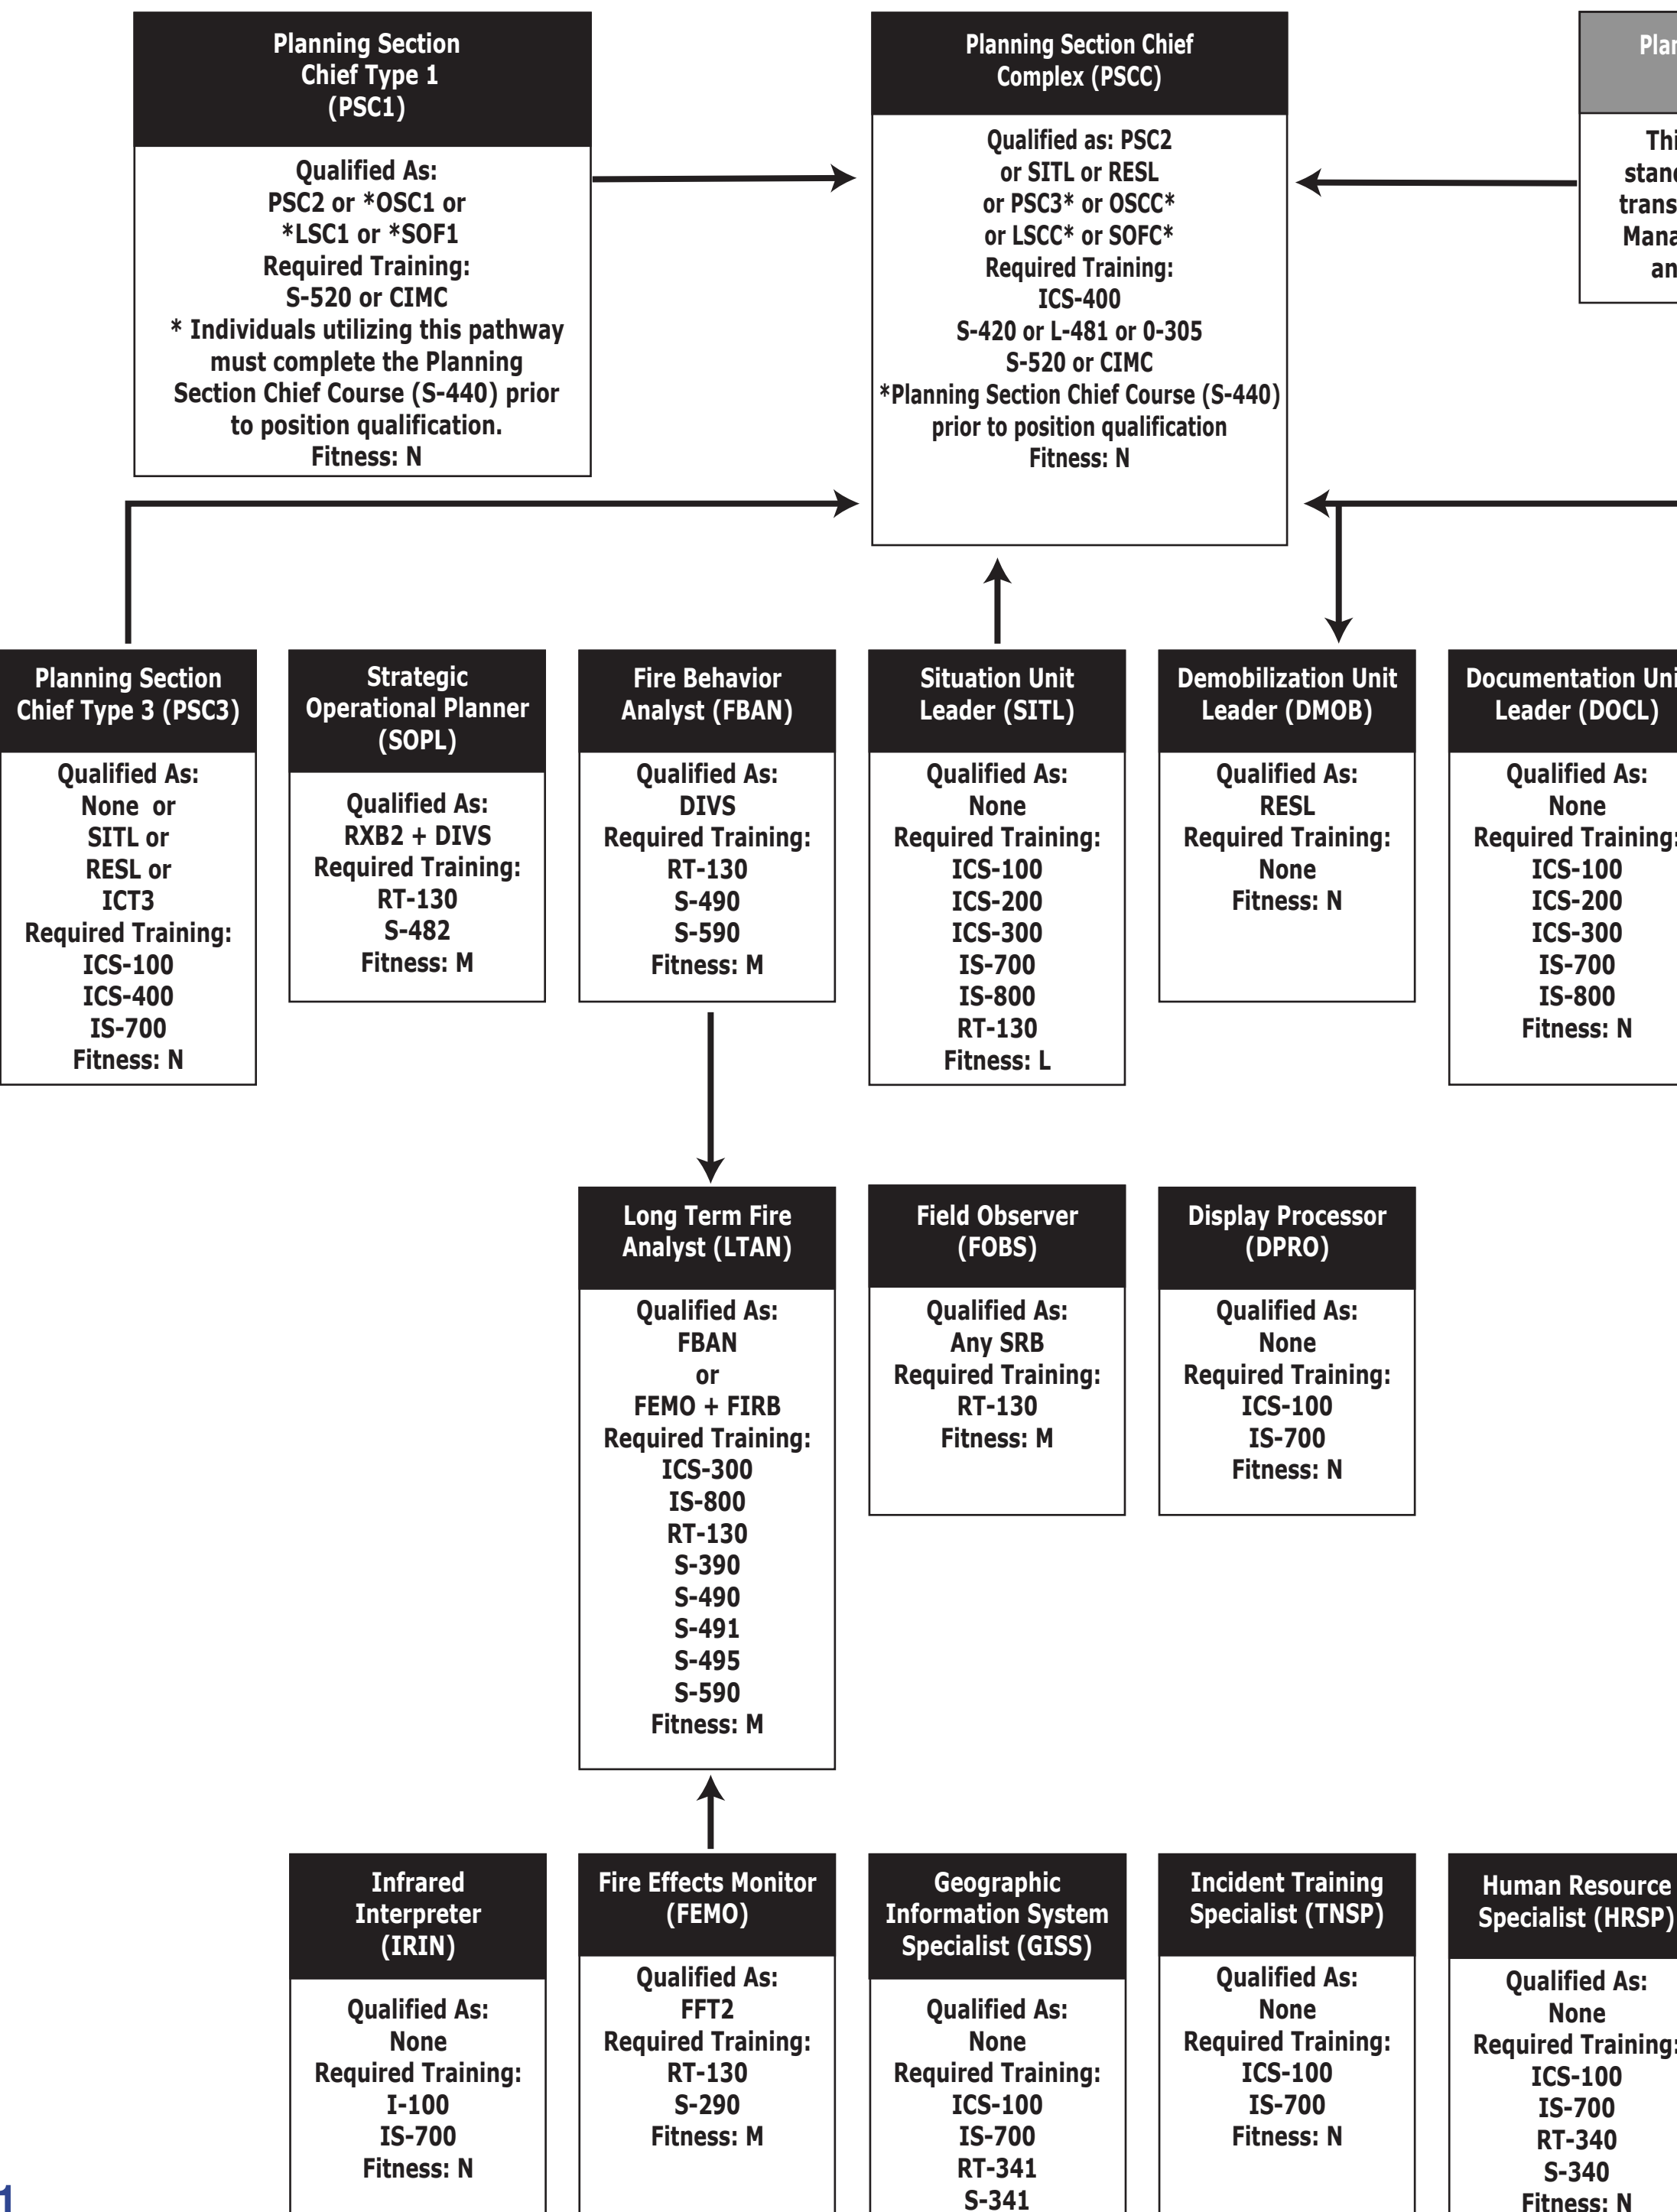 Planning Section
Chief Type 1
(PSC1)
Qualified As:
PSC2 or *OSC1 or
*LSC1 or *SOF1
Required Training:
S-520 or CIMC
* Individuals utilizing this pathway
must complete the Planning
Section Chief Course (S-440) prior
to position qualification.
Fitness: N
Planning Section Chief
Complex (PSCC)
Qualified as: PSC2
or SITL or RESL
or PSC3* or OSCC*
or LSCC* or SOFC*
Required Training:
ICS-400
S-420 or L-481 or 0-305
S-520 or CIMC
*Planning Section Chief Course (S-440)
prior to position qualification
Fitness: N
Planning Section
Chief Type 3 (PSC3)
Qualified As:
None or
SITL or
RESL or
ICT3
Required Training:
ICS-100
ICS-400
IS-700
Fitness: N
Strategic
Operational Planner
(SOPL)
Qualified As:
RXB2 + DIVS
Required Training:
RT-130
S-482
Fitness: M
Fire Behavior
Analyst (FBAN)
Qualified As:
DIVS
Required Training:
RT-130
S-490
S-590
Fitness: M
Situation Unit
Leader (SITL)
Qualified As:
None
Required Training:
ICS-100
ICS-200
ICS-300
IS-700
IS-800
RT-130
Fitness: L
Demobilization Unit
Leader (DMOB)
Qualified As:
RESL
Required Training:
None
Fitness: N
Documentation Uni
Leader (DOCL)
Qualified As:
None
Required Training:
ICS-100
ICS-200
ICS-300
IS-700
IS-800
Fitness: N
Long Term Fire
Analyst (LTAN)
Qualified As:
FBAN
or
FEMO + FIRB
Required Training:
ICS-300
IS-800
RT-130
S-390
S-490
S-491
S-495
S-590
Fitness: M
Field Observer
(FOBS)
Qualified As:
Any SRB
Required Training:
RT-130
Fitness: M
Display Processor
(DPRO)
Qualified As:
None
Required Training:
ICS-100
IS-700
Fitness: N
Infrared
Interpreter
(IRIN)
Qualified As:
None
Required Training:
I-100
IS-700
Fitness: N
Fire Effects Monitor
(FEMO)
Qualified As:
FFT2
Required Training:
RT-130
S-290
Fitness: M
Geographic
Information System
Specialist (GISS)
Qualified As:
None
Required Training:
ICS-100
IS-700
RT-341
S-341
Incident Training
Specialist (TNSP)
Qualified As:
None
Required Training:
ICS-100
IS-700
Fitness: N
Human Resource
Specialist (HRSP)
Qualified As:
None
Required Training:
ICS-100
IS-700
RT-340
S-340
Fitness: N